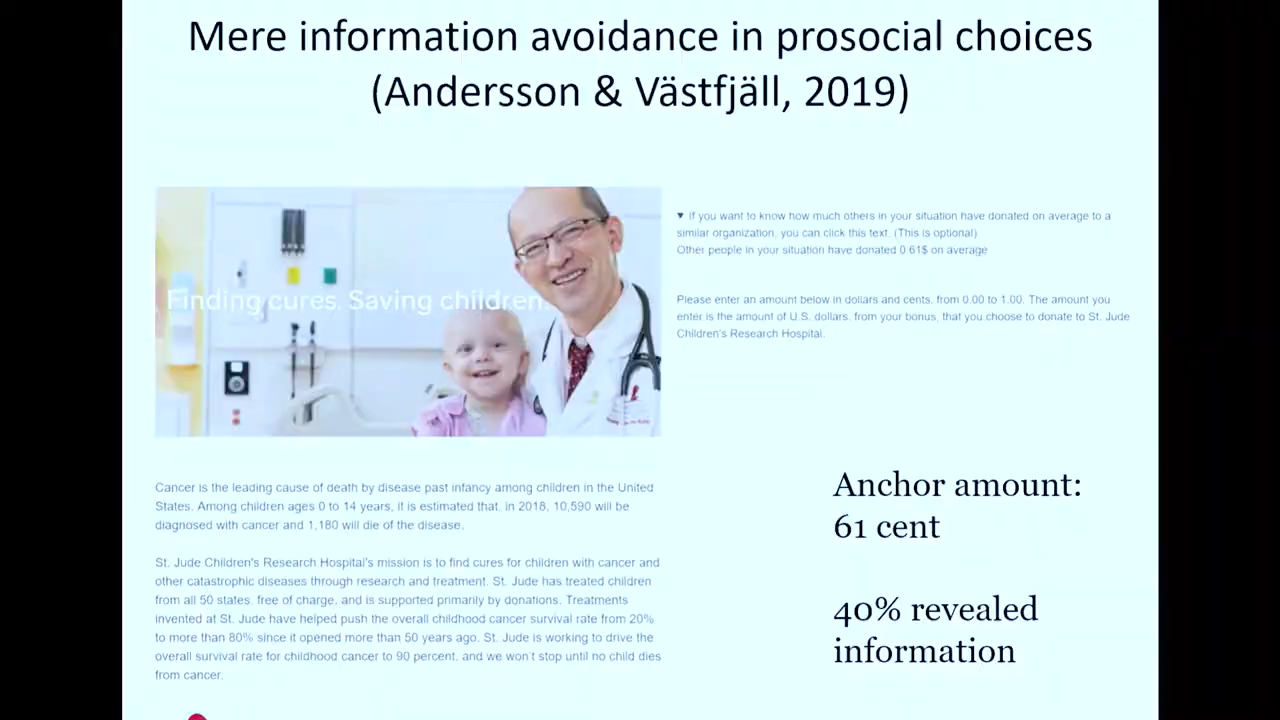 Mere information avoidance in prosocial choices
(Andersson & Västfjäll, 2019)
Finding cures. Saving children.
▼ If you want to know how much others in your situation have donated on average to a
similar organization, you can click this text. (This is optional)
Other people in your situation have donated 0.61$ on average
Please enter an amount below in dollars and cents, from 0.00 to 1.00. The amount you
enter is the amount of U.S. dollars, from your bonus, that you choose to donate to St. Jude
Children's Research Hospital.
Cancer is the leading cause of death by disease past infancy among children in the United
States. Among children ages 0 to 14 years, it is estimated that, in 2018, 10,590 will be
diagnosed with cancer and 1,180 will die of the disease.
St. Jude Children's Research Hospital's mission is to find cures for children with cancer and
other catastrophic diseases through research and treatment. St. Jude has treated children
from all 50 states, free of charge, and is supported primarily by donations. Treatments
invented at St. Jude have helped push the overall childhood cancer survival rate from 20%
to more than 80% since it opened more than 50 years ago. St. Jude is working to drive the
overall survival rate for childhood cancer to 90 percent, and we won't stop until no child dies
from cancer.
Anchor amount:
61 cent
40% revealed
information